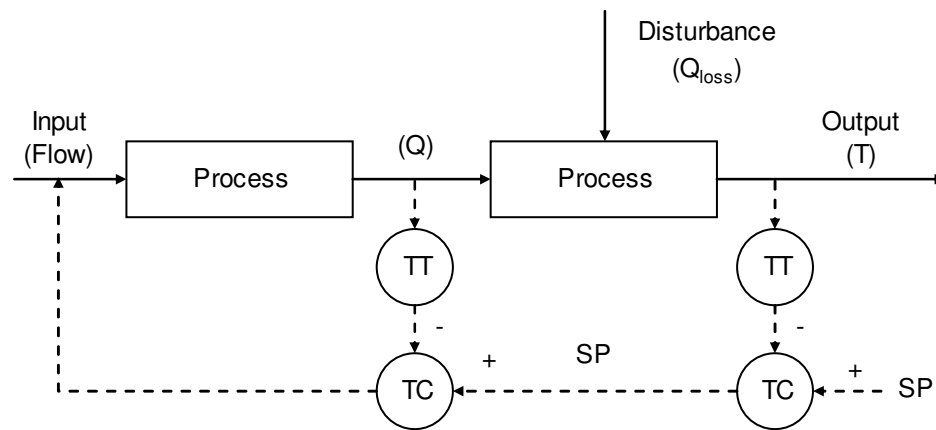 Disturbance
(Qloss)
Input
(Flow)
(Q)
Output
(T)
Process
Process
TT
TT
-
-
+
SP
+
SP
TC
TC